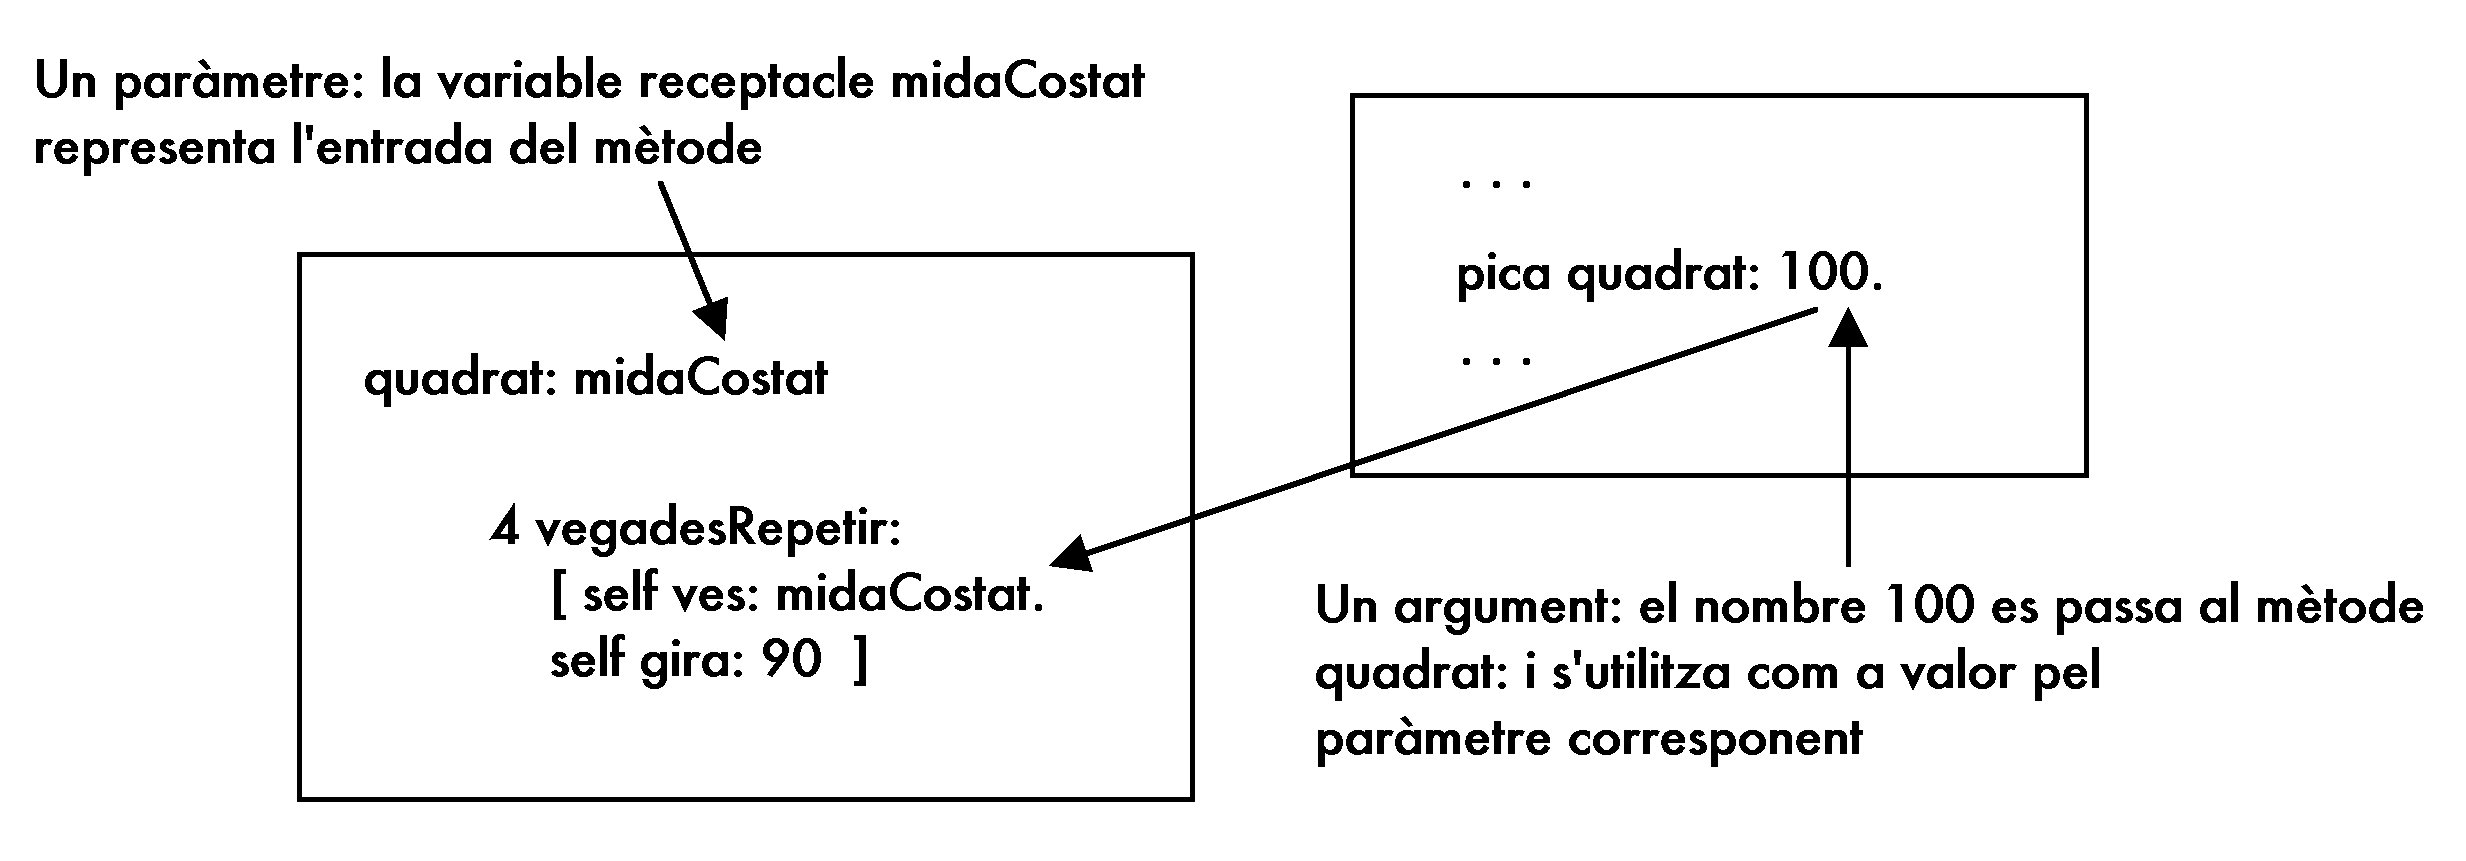 Un paràmetre: la variable receptacle midaCostat
representa l'entrada del mètode
quadrat: midaCostat
4 vegadesRepetir:
[ self ves: midaCostat.
self gira: 90 ]
. . .
pica quadrat: 100.
. . .
Un argument: el nombre 100 es passa al mètode
quadrat: i s'utilitza com a valor pel
paràmetre corresponent